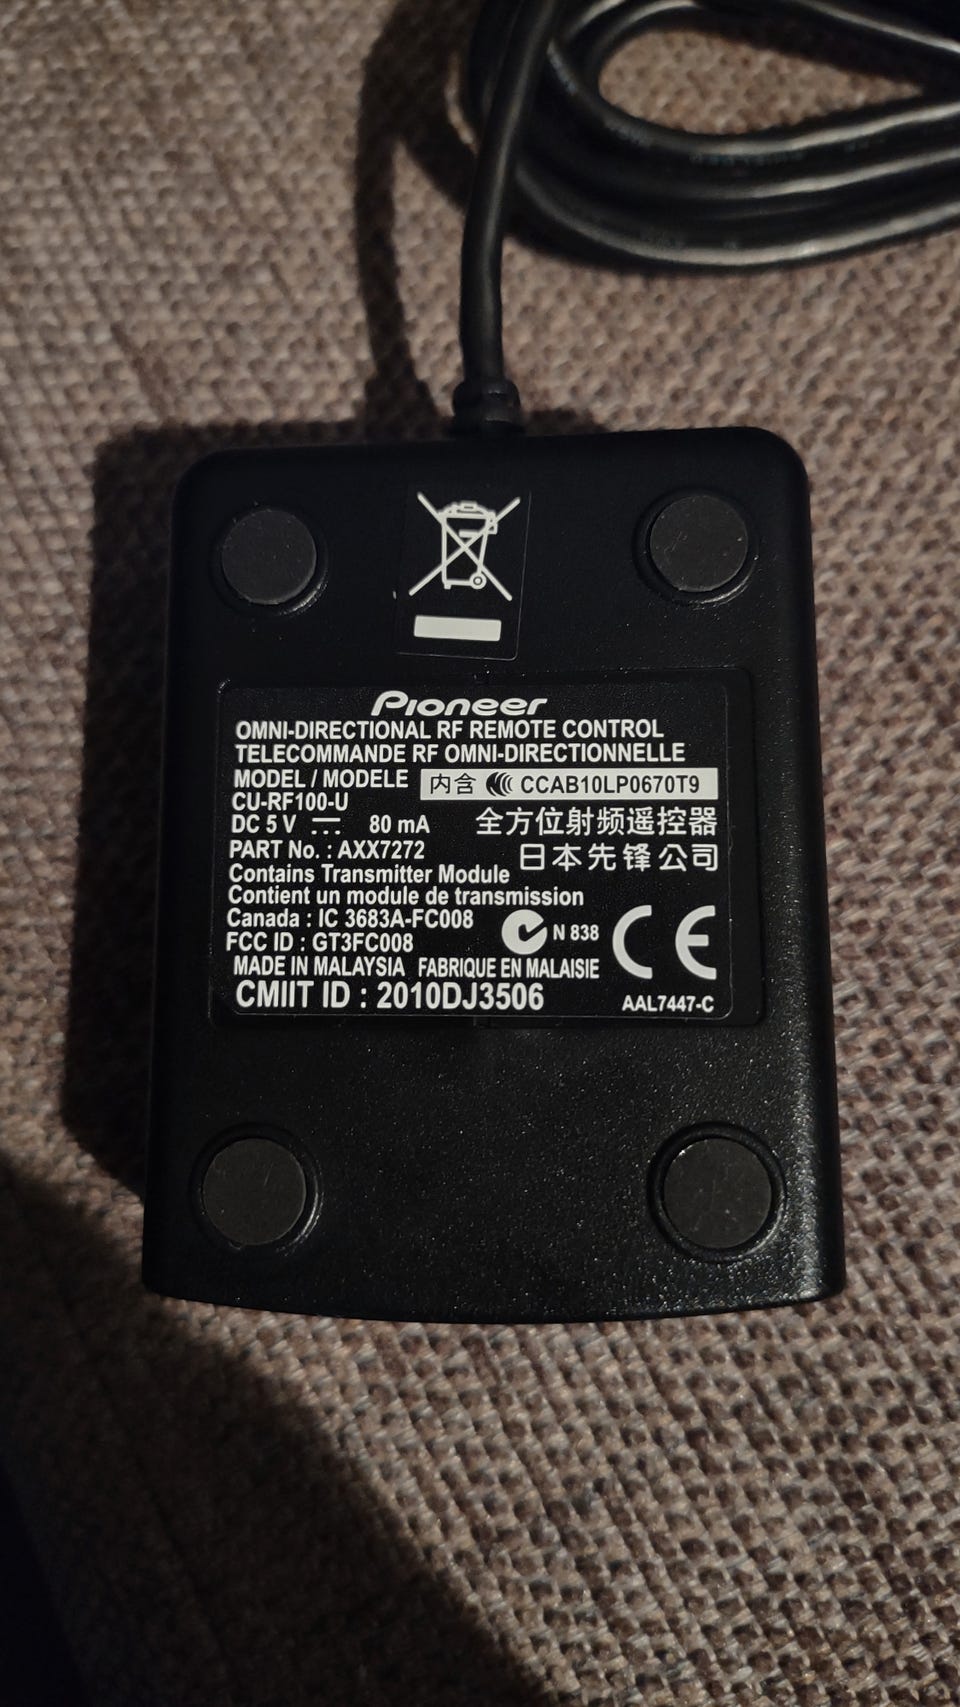 Pioneer
OMNI-DIRECTIONAL RF REMOTE CONTROL
TELECOMMANDE RF OMNI-DIRECTIONNELLE
MODEL / MODELE 内含 CCAB10LP0670T9
CU-RF100-U
DC 5 V 80 mA 全方位射频遥控器
PART No. : AXX7272 日本先锋公司
Contains Transmitter Module
Contient un module de transmission
Canada : IC 3683A-FC008
N 838 CE
FCC ID : GT3FC008
MADE IN MALAYSIA FABRIQUE EN MALAISIE
CMIIT ID : 2010DJ3506 AAL7447-C